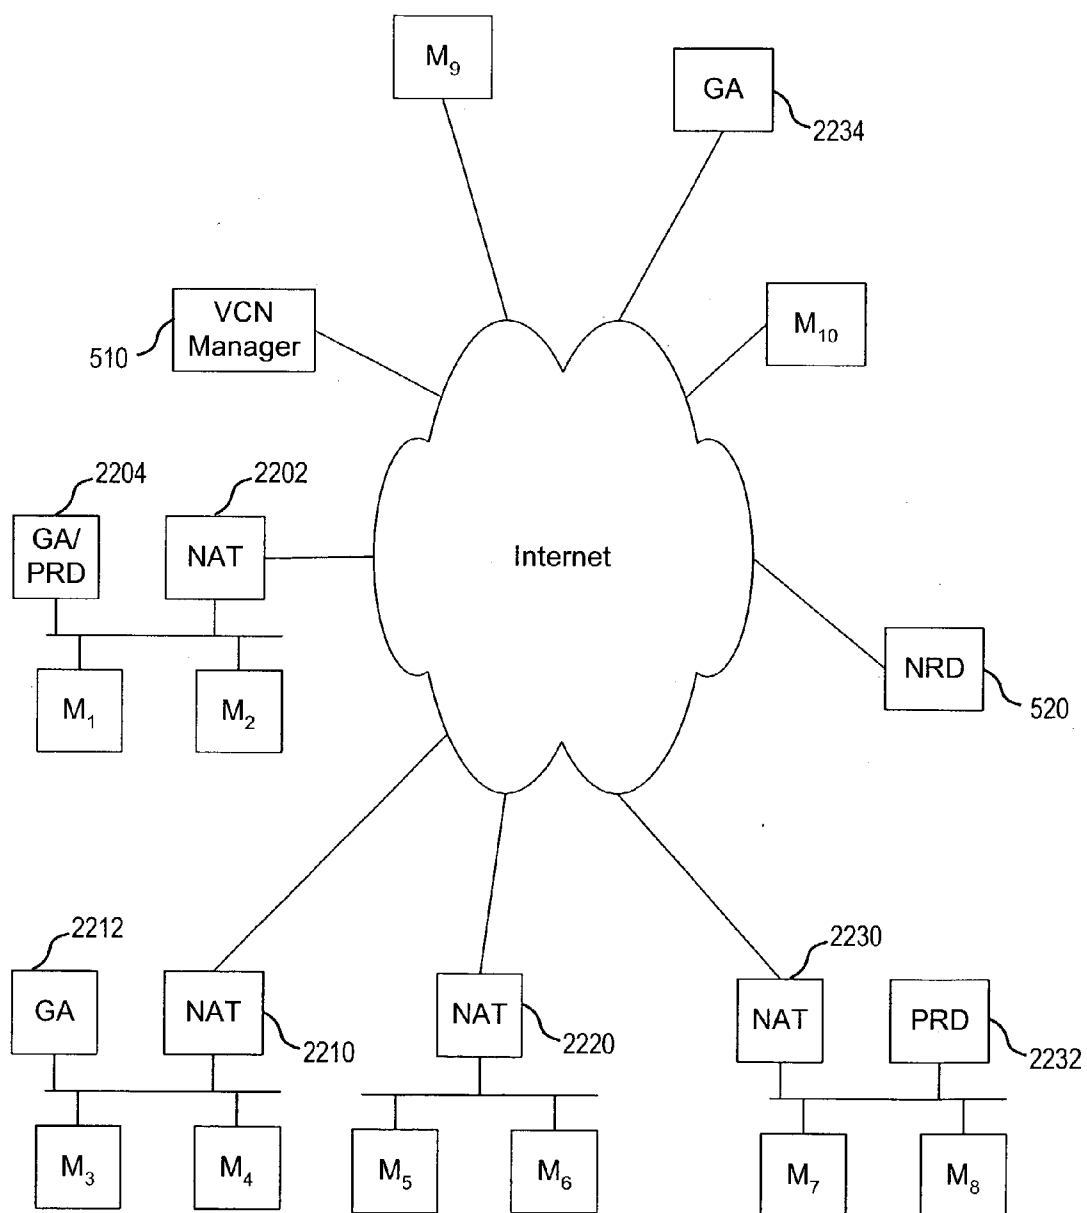 M9
GA
2234
VCN
Manager
510
M10
2204
2202
GA/
PRD
NAT
Internet
M1
M2
NRD
520
2212
2230
GA
NAT
2210
NAT
2220
NAT
PRD
2232
M3
M4
M5
M6
M7
M8